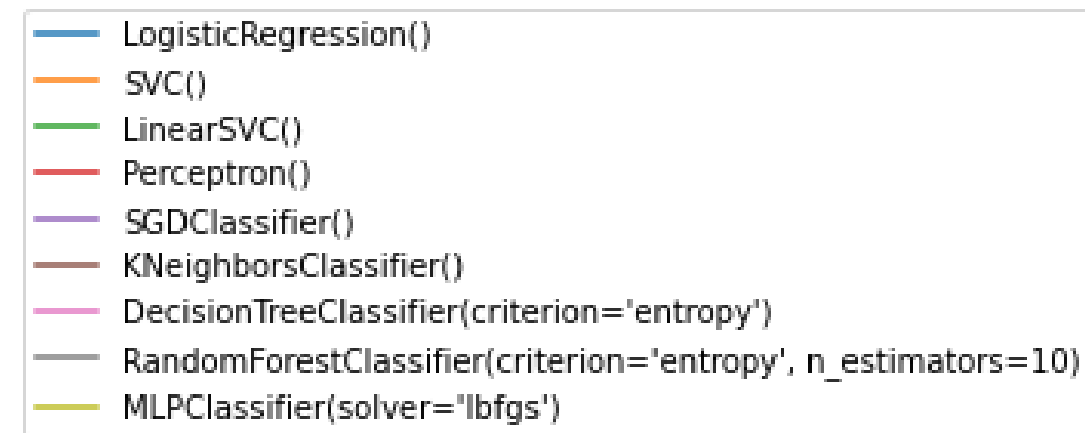 LogisticRegression()
SVC()
LinearSVC()
Perceptron()
SGDClassifier()
KNeighborsClassifier()
DecisionTreeClassifier(criterion='entropy')
RandomForestClassifier(criterion='entropy', n_estimators=10)
MLPClassifier(solver='lbfgs')